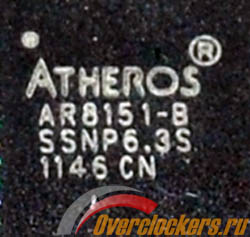 ATHEROS®
AR8151-B
SSNP6.3S
1146 CN
Overclockers.ru